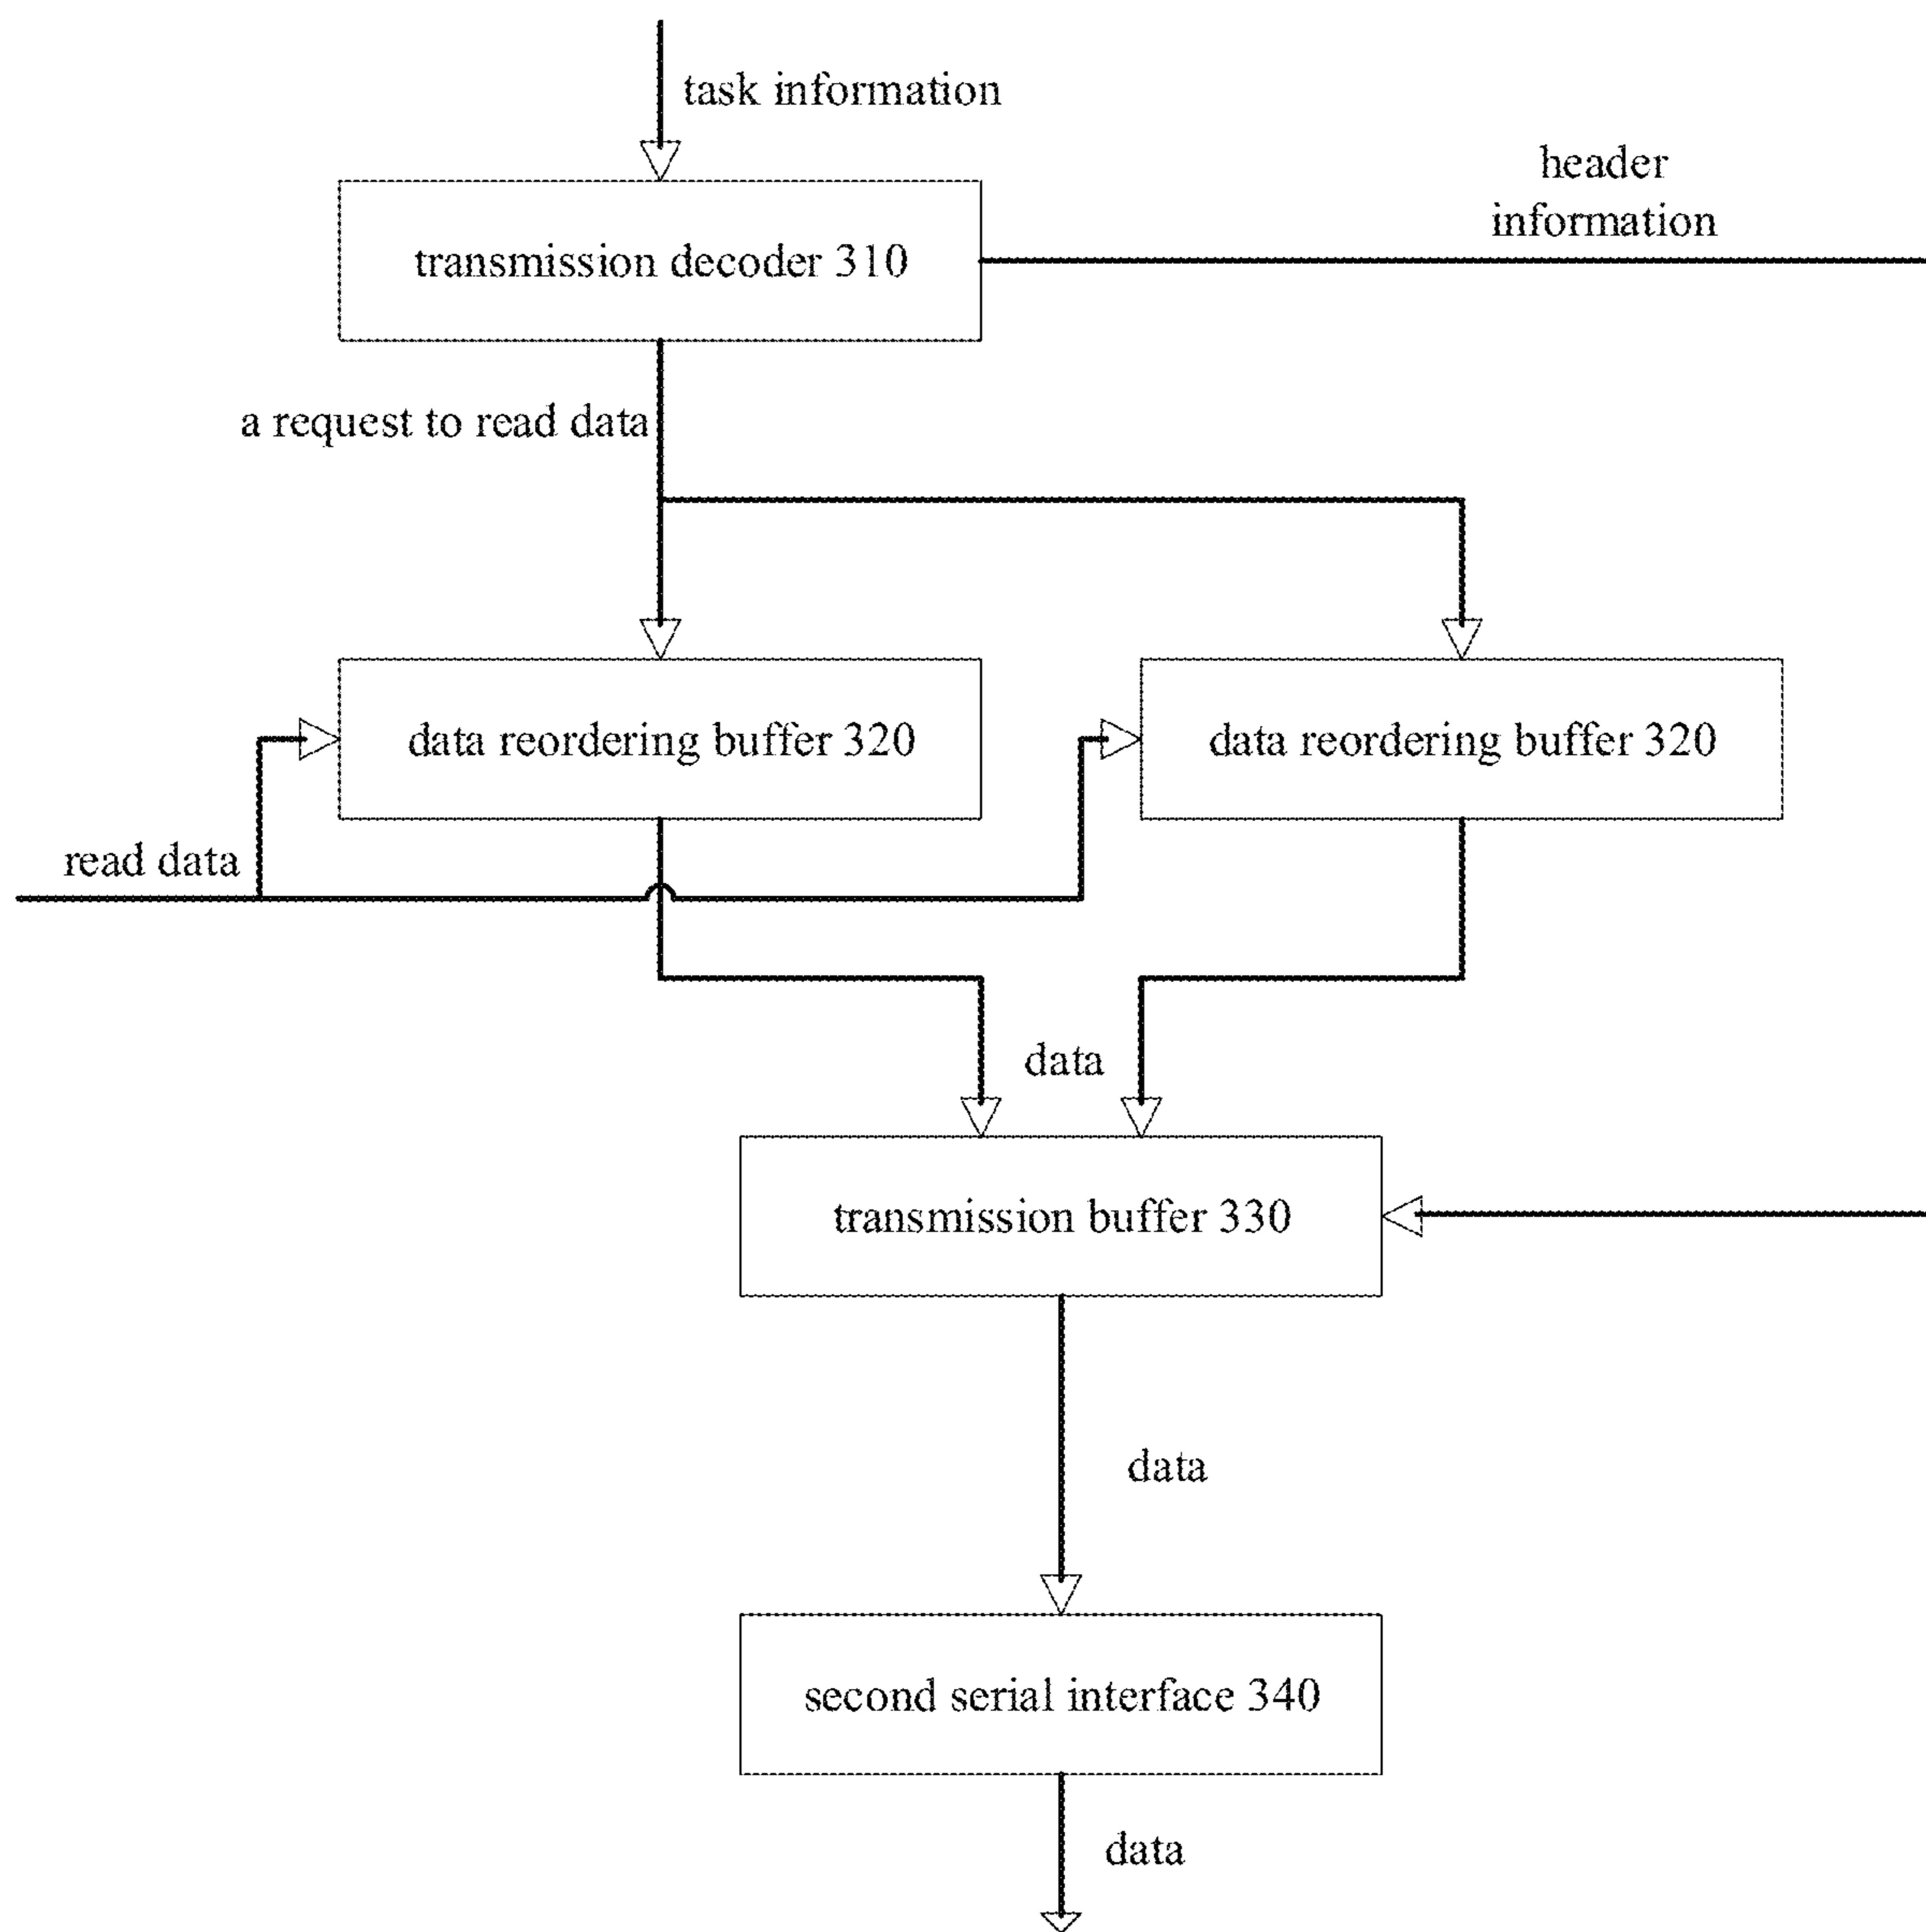 task information
header
information
transmission decoder 310
a request to read data
data reordering buffer 320
data reordering buffer 320
read data
data
transmission buffer 330
data
second serial interface 340
data